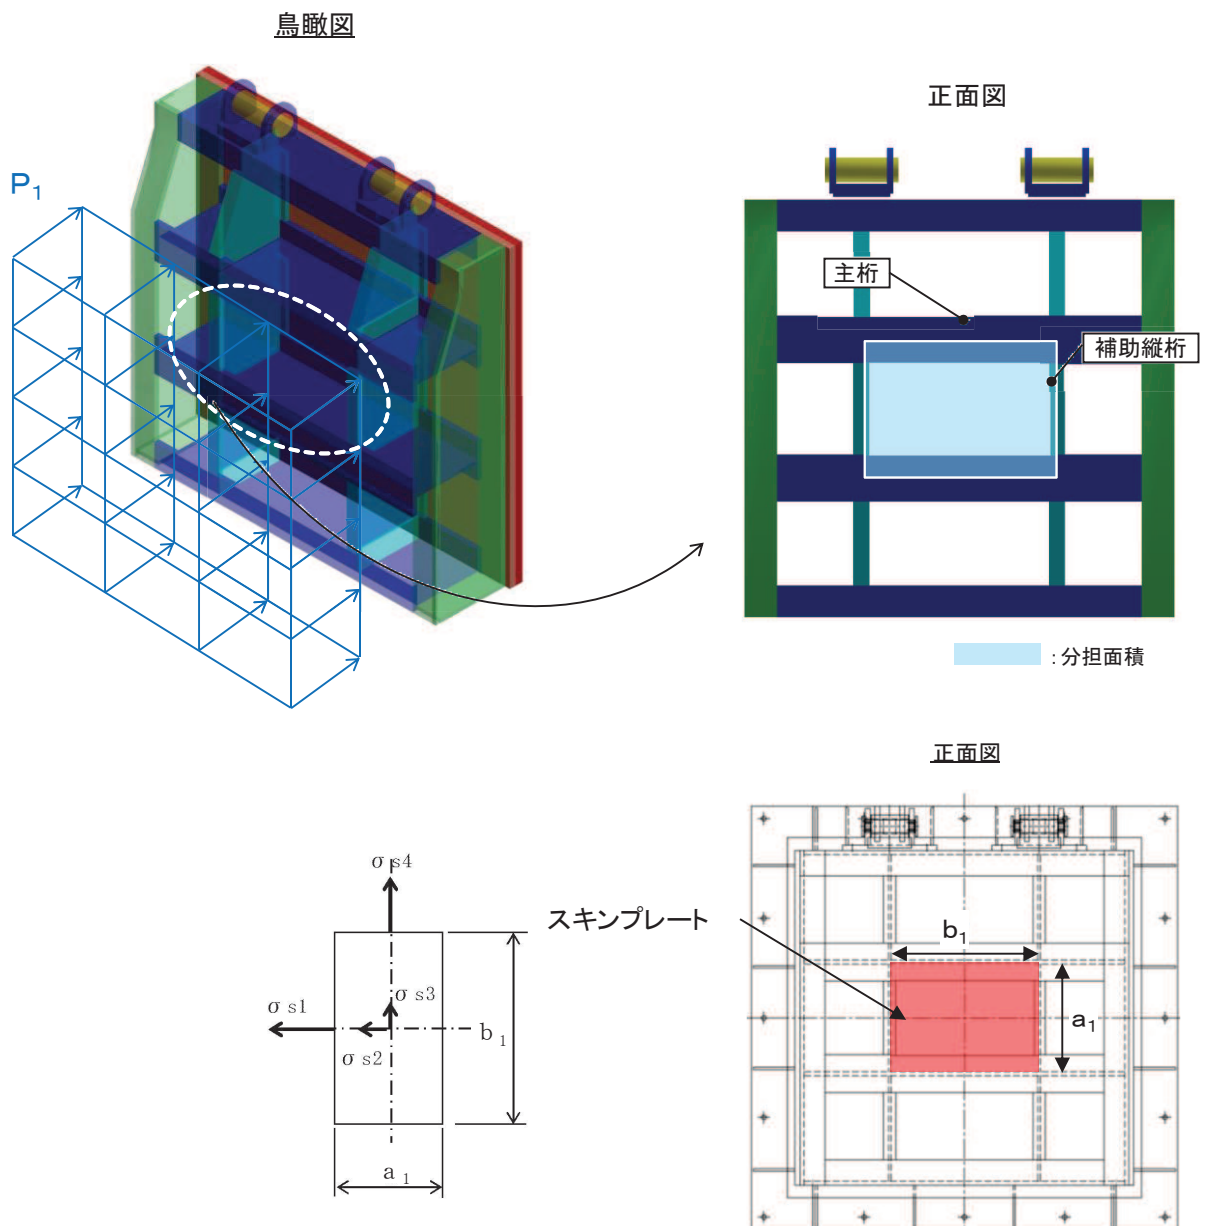 鳥瞰図
正面図
P1
主桁
補助縦桁
:分担面積
正面図
σ s4
スキンプレート
b1
σ s3
σ s1
b 1
a1
σ s2
a 1